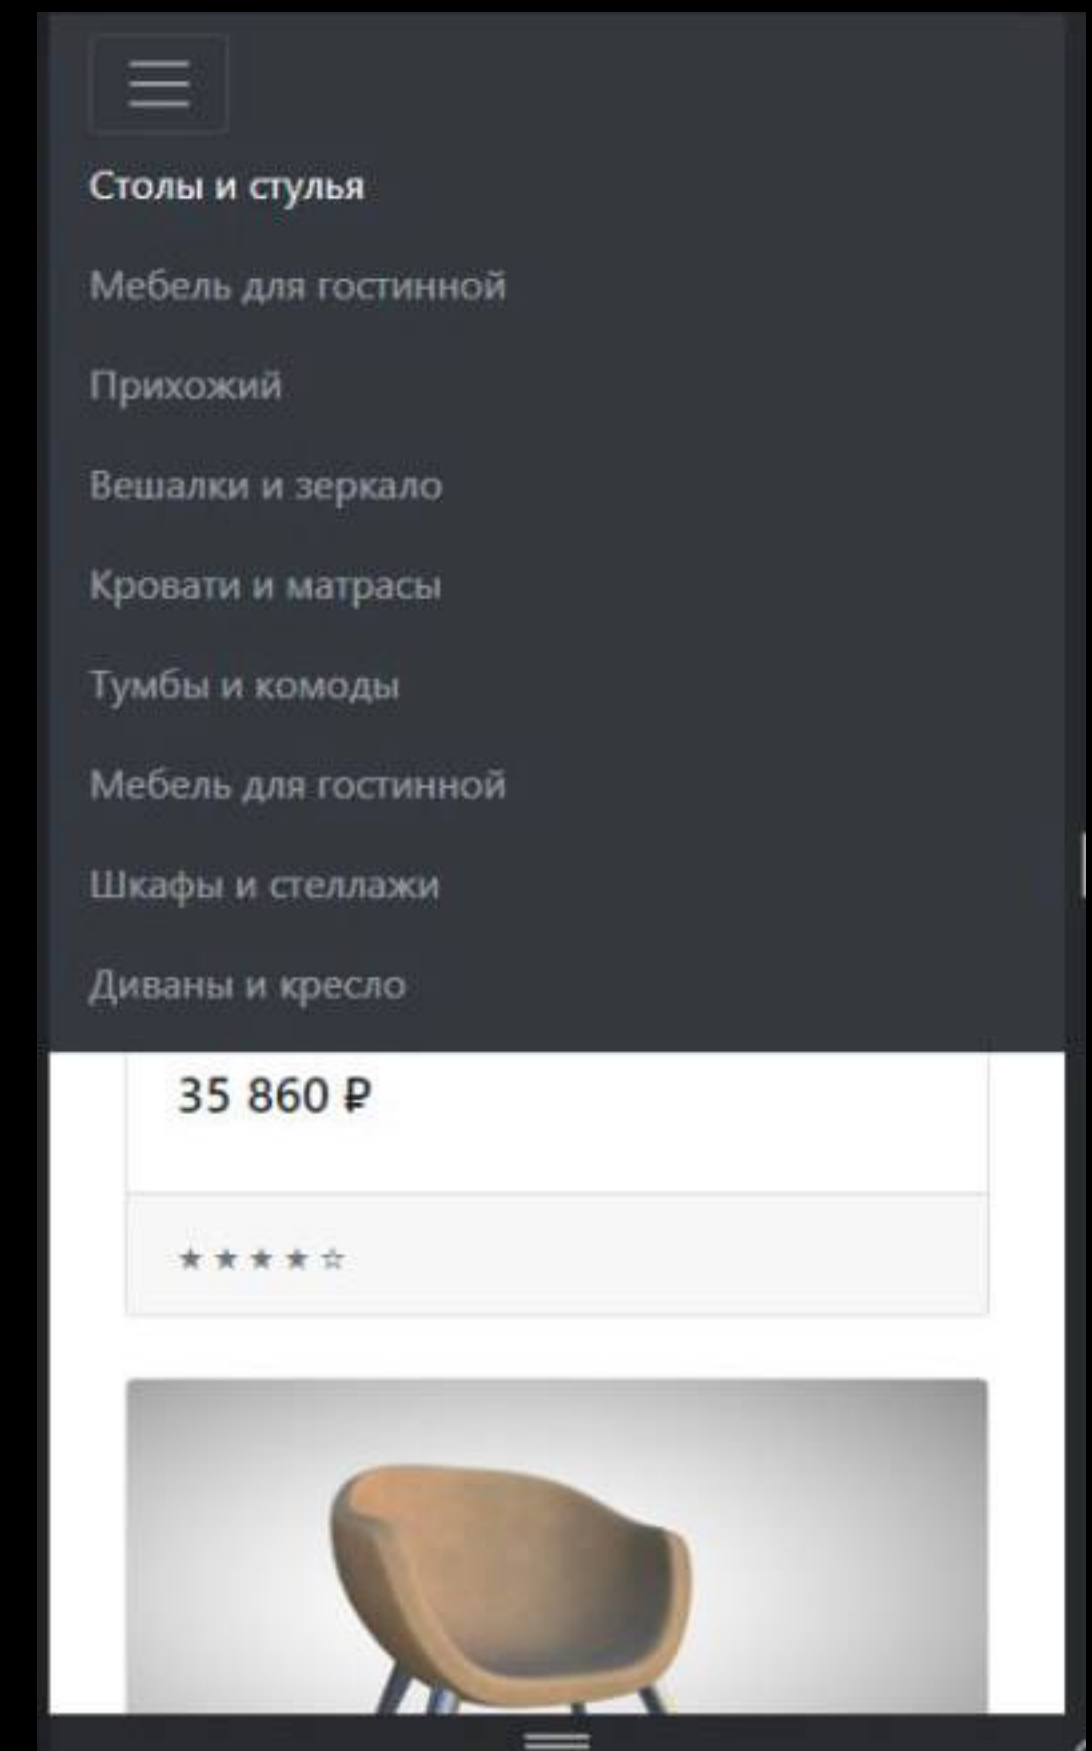 Столы и стулья
Мебель для гостинной
Прихожий
Вешалки и зеркало
Кровати и матрасы
Тумбы и комоды
Мебель для гостинной
Шкафы и стеллажи
Диваны и кресло
35 860 ₽
★ ★ ★ ★ ☆